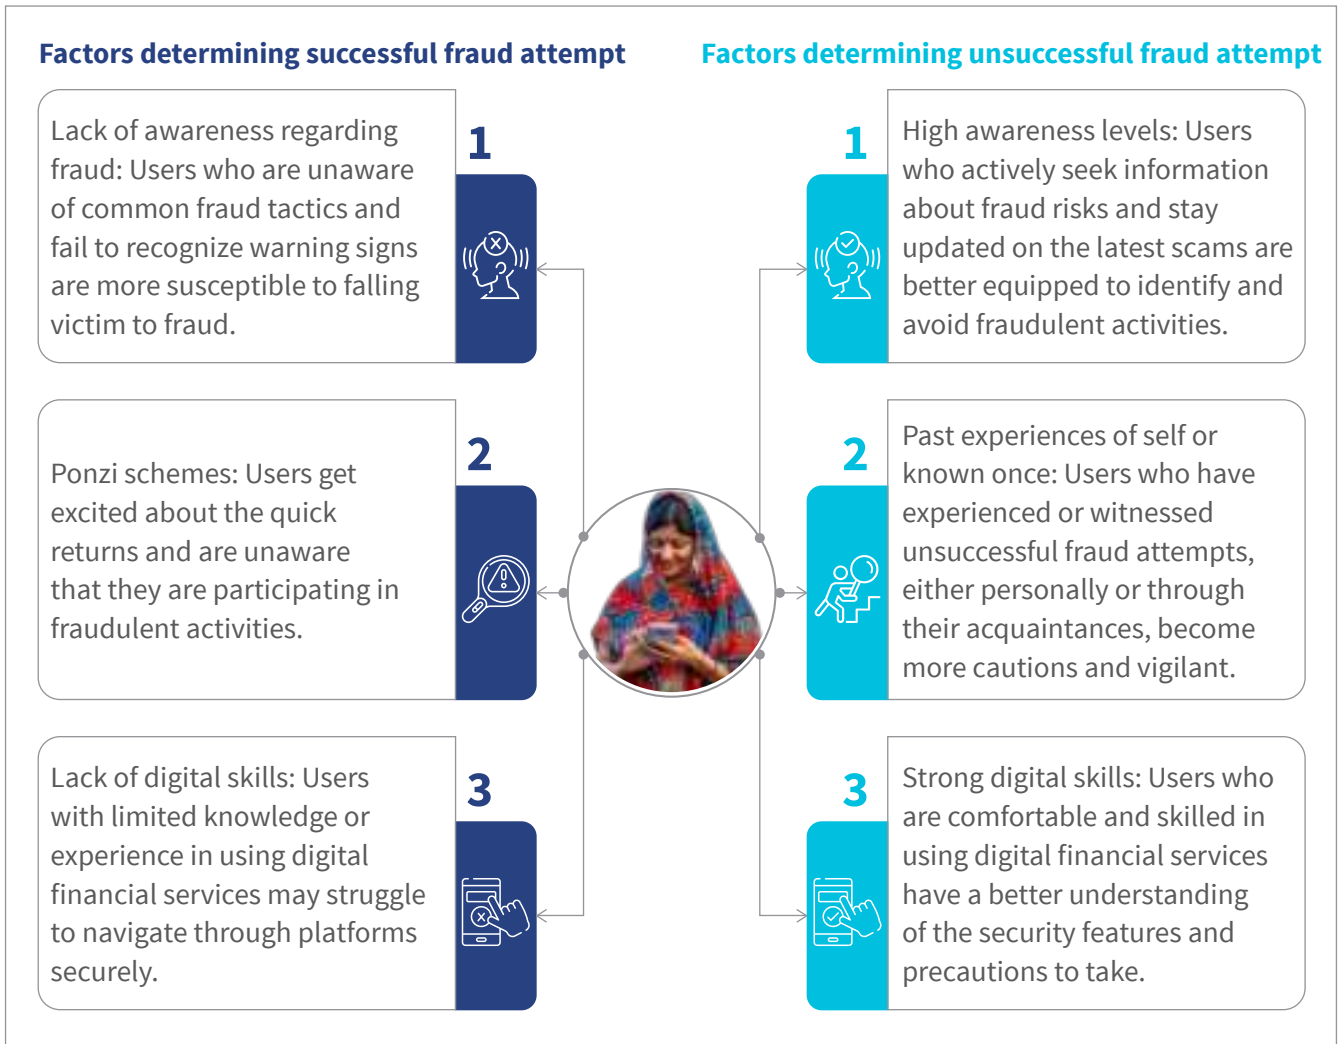 Factors determining successful fraud attempt
1
Lack of awareness regarding
fraud: Users who are unaware
of common fraud tactics and
fail to recognize warning signs
are more susceptible to falling
victim to fraud.
2
Ponzi schemes: Users get
excited about the quick
returns and are unaware
that they are participating in
fraudulent activities.
3
Lack of digital skills: Users
with limited knowledge or
experience in using digital
financial services may struggle
to navigate through platforms
securely.
Factors determining unsuccessful fraud attempt
1
High awareness levels: Users
who actively seek information
about fraud risks and stay
updated on the latest scams are
better equipped to identify and
avoid fraudulent activities.
2
Past experiences of self or
known once: Users who have
experienced or witnessed
unsuccessful fraud attempts,
either personally or through
their acquaintances, become
more cautions and vigilant.
3
Strong digital skills: Users who
are comfortable and skilled in
using digital financial services
have a better understanding
of the security features and
precautions to take.